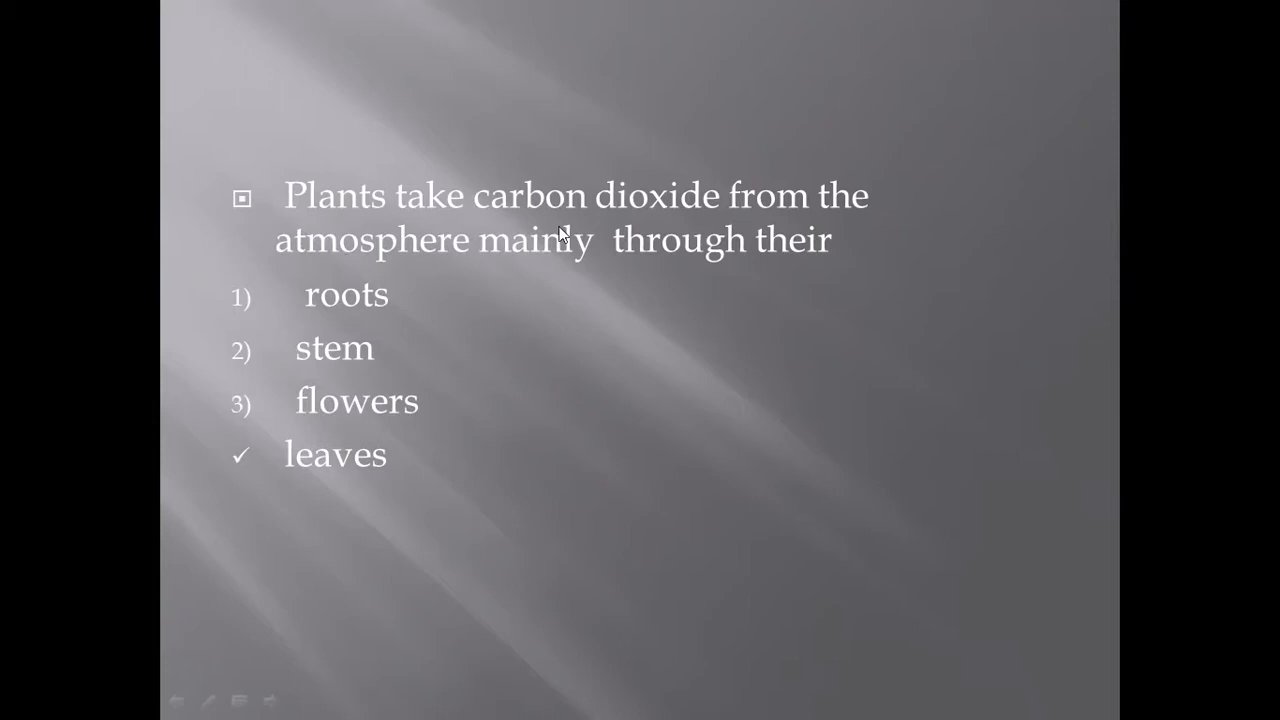 Plants take carbon dioxide from the
atmosphere mainly through their
1) roots
2) stem
3) flowers
✓ leaves